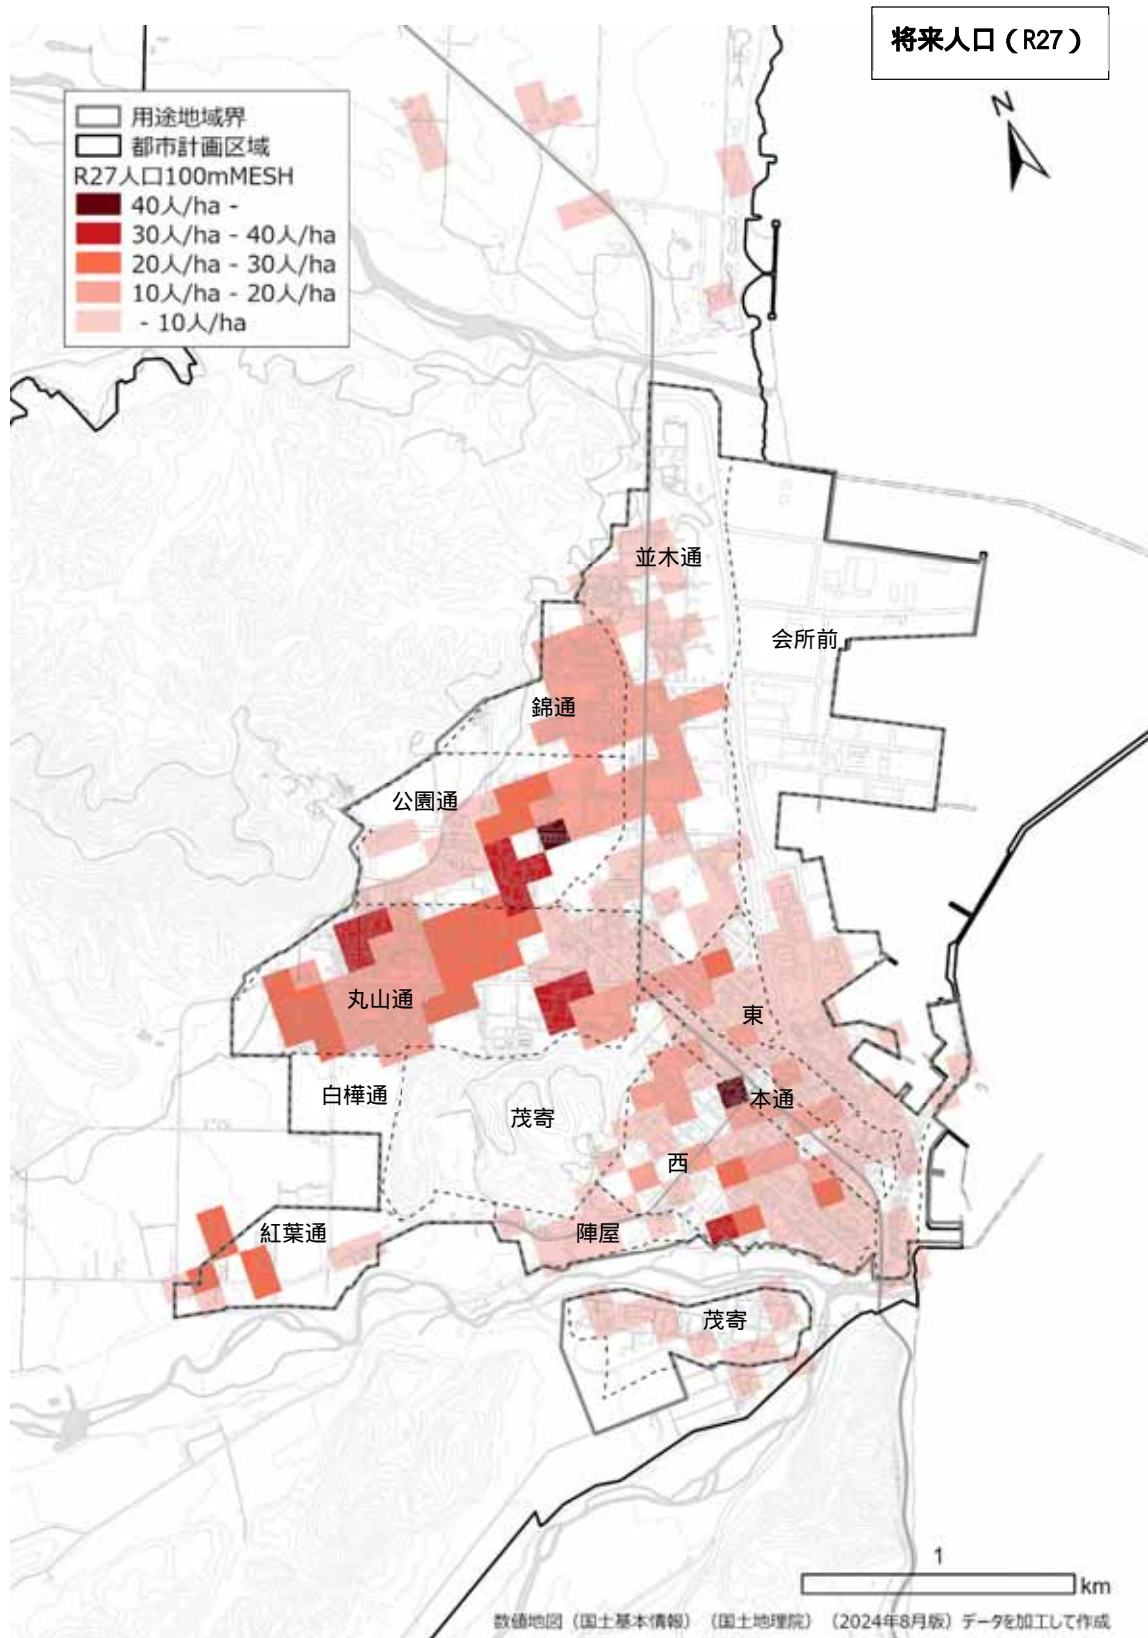 将来人口（R27）
N
用途地域界
都市計画区域
R27人口100mMESH
40人/ha -
30人/ha - 40人/ha
20人/ha - 30人/ha
10人/ha - 20人/ha
- 10人/ha
並木通
会所前
錦通
公園通
丸山通
東
白樺通
本通
茂寄
西
紅葉通
陣屋
茂寄
1
km
数値地図（国土基本情報）（国土地理院）（2024年8月版）データを加工して作成